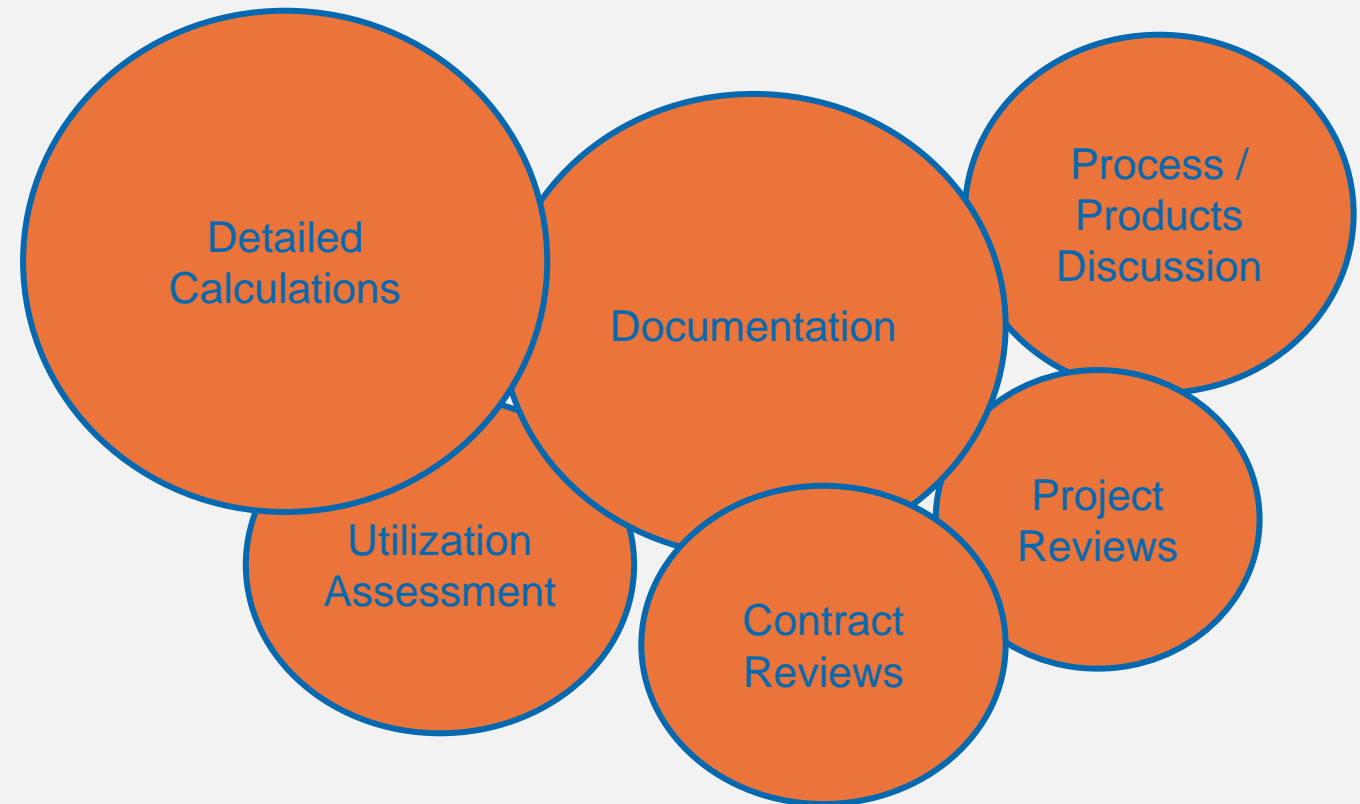 Detailed
Calculations
Documentation
Process /
Products
Discussion
Utilization
Assessment
Contract
Reviews
Project
Reviews